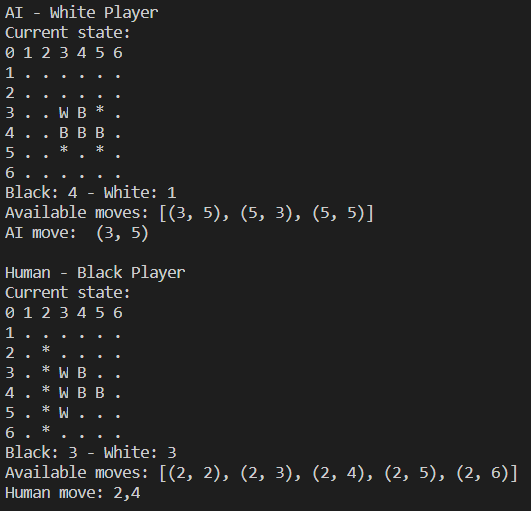 AI - White Player
Current state:
0 1 2 3 4 5 6
1 . . . . . .
2 . . . . . .
3 . . W B * .
4 . . B B B .
5 . . * . * .
6 . . . . . .
Black: 4 - White: 1
Available moves: [(3, 5), (5, 3), (5, 5)]
AI move:  (3, 5)

Human - Black Player
Current state:
0 1 2 3 4 5 6
1 . . . . . .
2 . * . . . .
3 . * W B . .
4 . * W B B .
5 . * W . . .
6 . * . . . .
Black: 3 - White: 3
Available moves: [(2, 2), (2, 3), (2, 4), (2, 5), (2, 6)]
Human move: 2,4